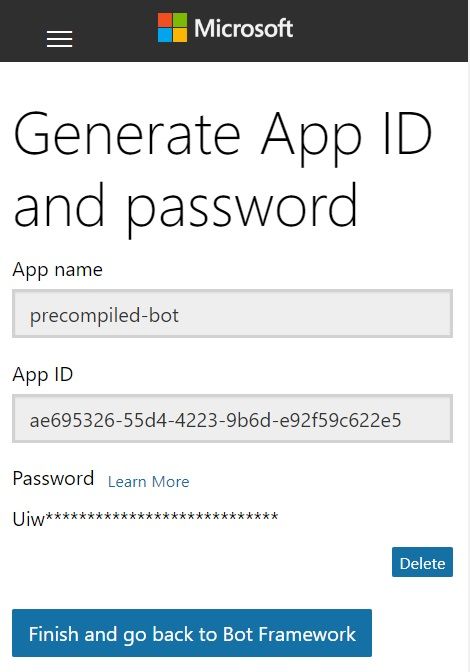 Microsoft
Generate App ID
and password
App name
precompiled-bot
App ID
ae695326-55d4-4223-9b6d-e92f59c622e5
Password Learn More
Uiw****************************
Delete
Finish and go back to Bot Framework